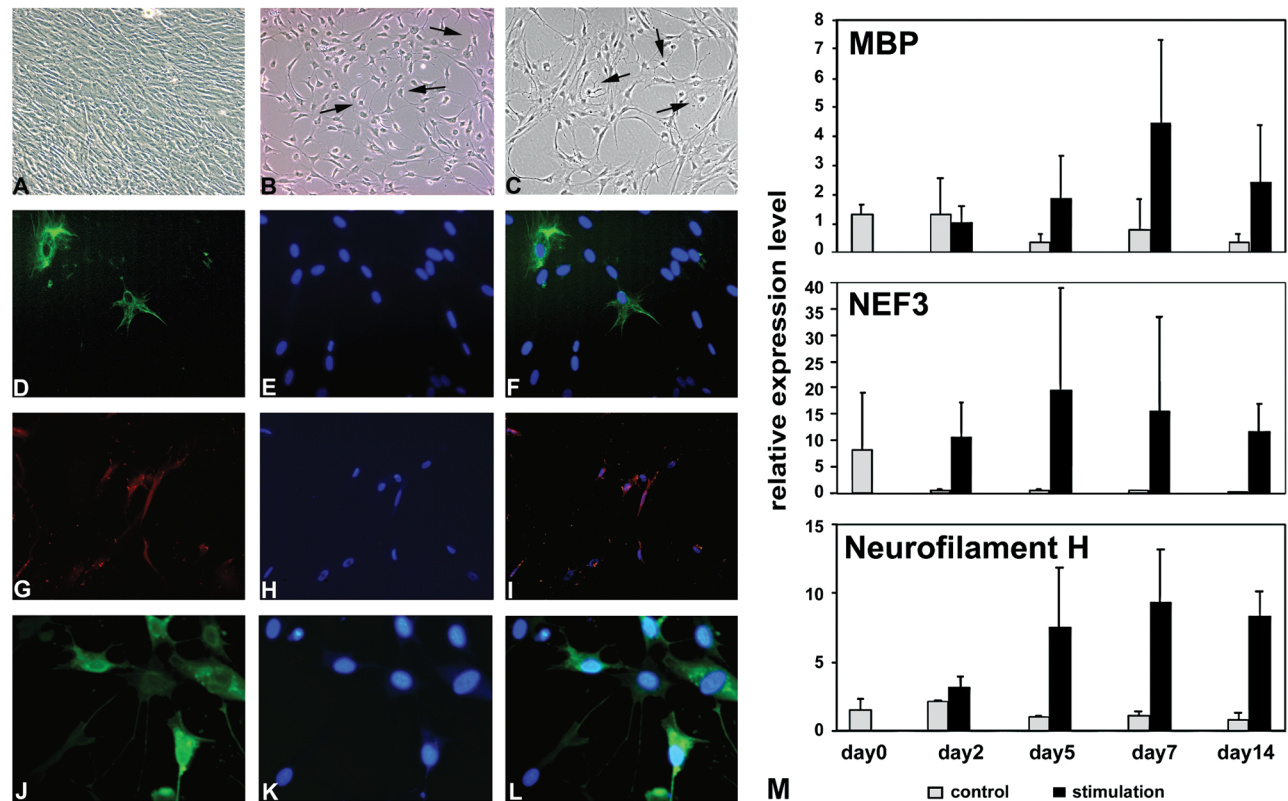 A
B
C
D
E
F
G
H
I
J
K
L
M
relative expression level
MBP
8
7
6
5
4
3
2
1
0
NEF3
40
35
30
25
20
15
10
5
0
Neurofilament H
15
10
5
0
day0 day2 day5 day7 day14
control stimulation